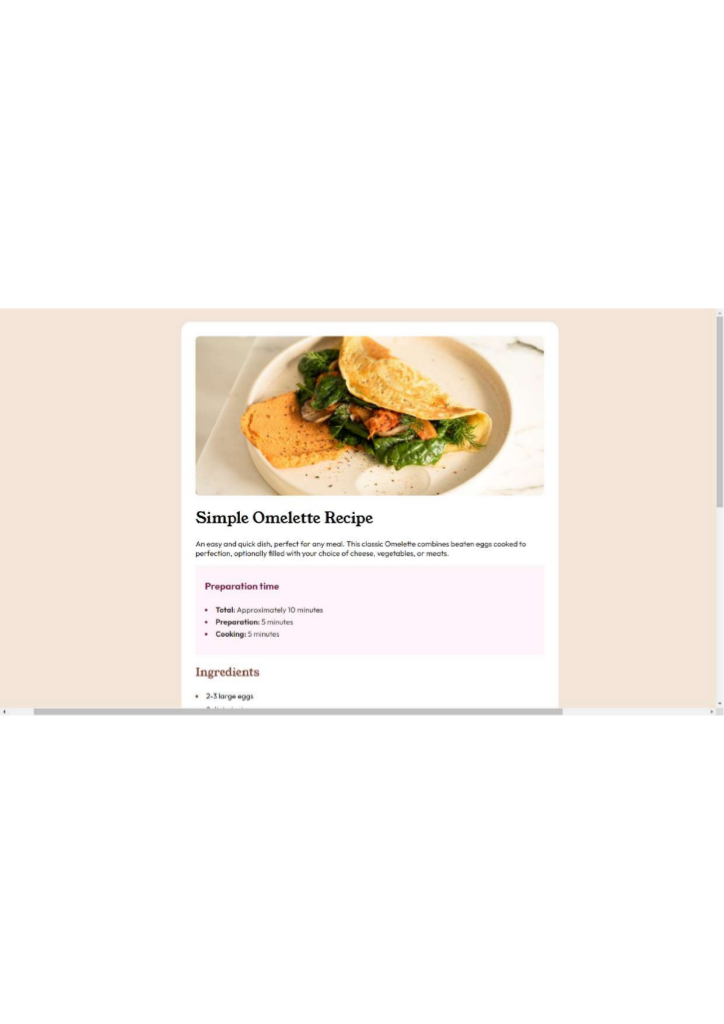 Simple Omelette Recipe
An easy and quick dish, perfect for any meal. This classic Omelette combines beaten eggs cooked to
perfection, optionally filled with your choice of cheese, vegetables, or meats.
Preparation time
Total: Approximately 10 minutes
Preparation: 5 minutes
Cooking: 5 minutes
Ingredients
2-3 large eggs